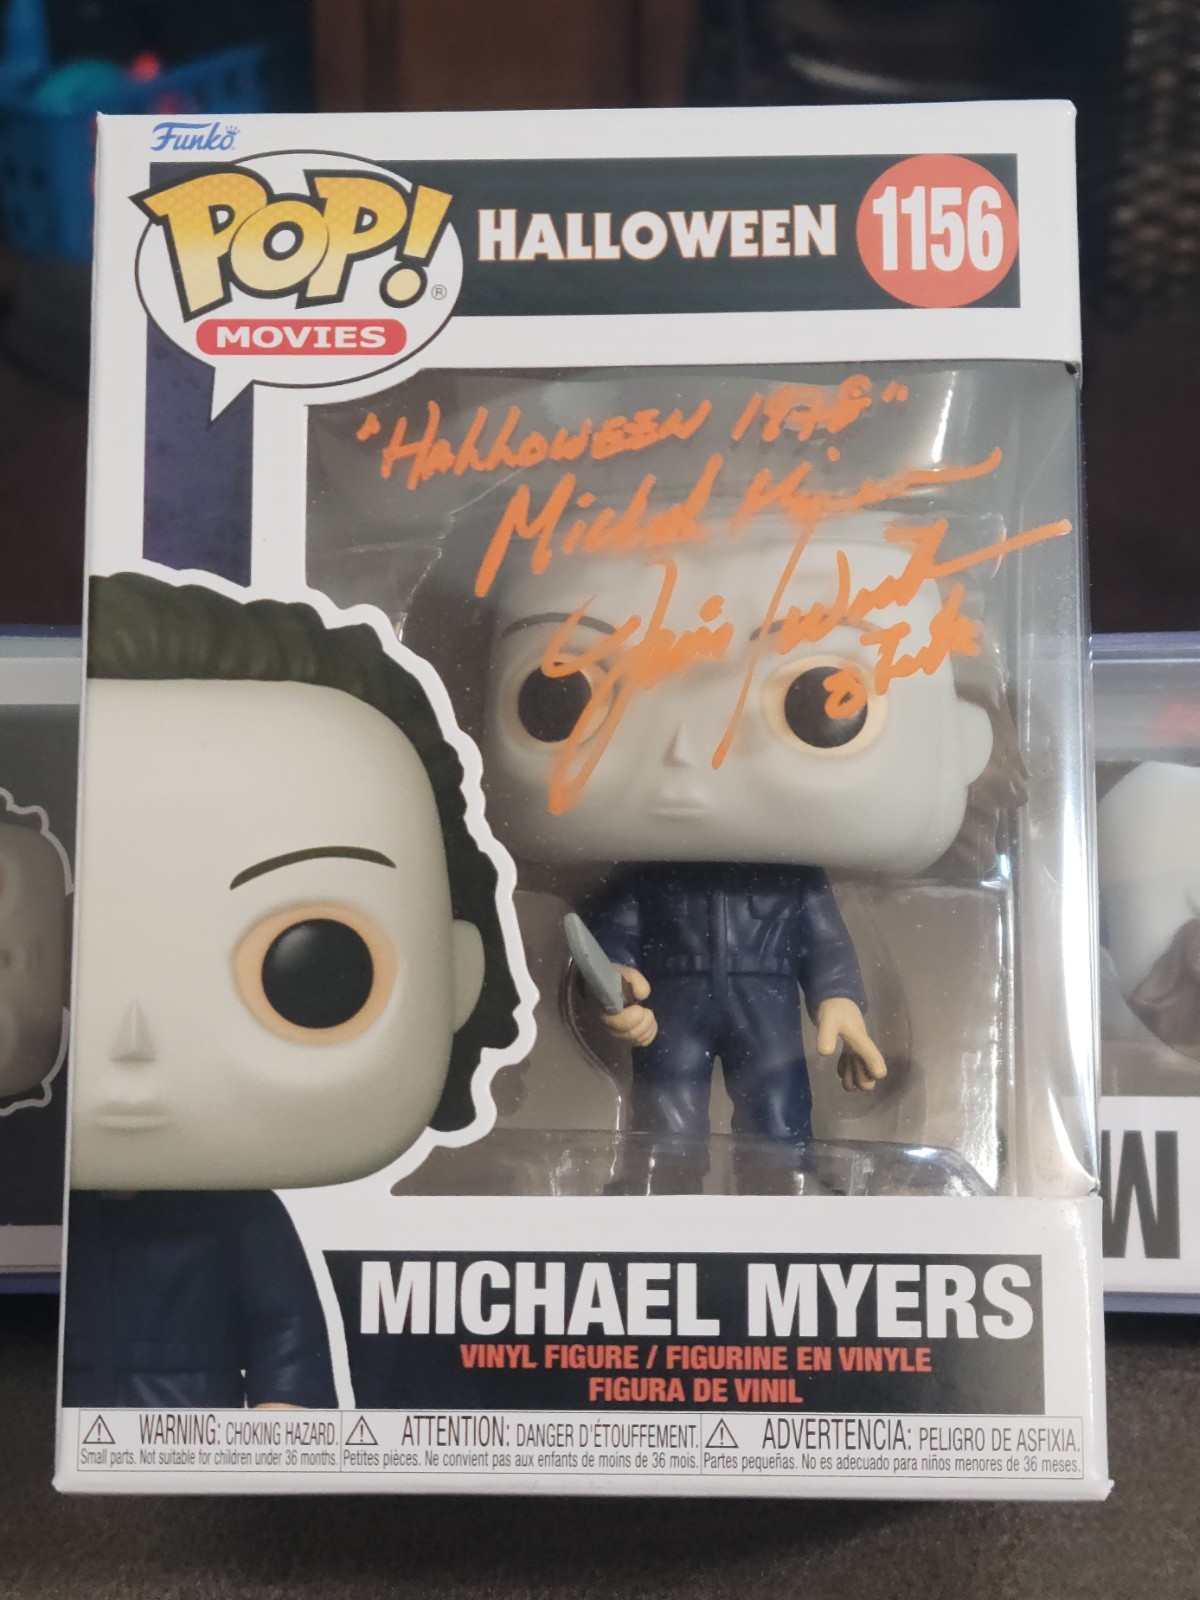 Funko
POP! ®
MOVIES
HALLOWEEN
1156
"HALLOWEEN 1978"
Michael Myers
MICHAEL MYERS
VINYL FIGURE / FIGURINE EN VINYLE
FIGURA DE VINIL
WARNING: CHOKING HAZARD.
Small parts. Not suitable for children under 36 months.
ATTENTION: DANGER D'ÉTOUFFEMENT.
Petites pièces. Ne convient pas aux enfants de moins de 36 mois.
ADVERTENCIA: PELIGRO DE ASFIXIA.
Partes pequeñas. No es adecuado para niños menores de 36 meses.
M